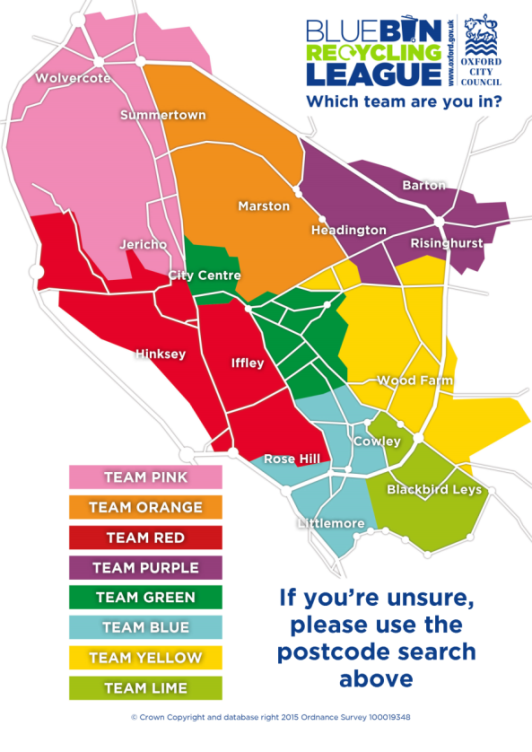 BLUEBIN
RECYCLING
LEAGUE
www.oxford.gov.uk
OXFORD
CITY
COUNCIL
Which team are you in?
Wolvercote
Summertown
Barton
Marston
Headington
Jericho
Risinghurst
City Centre
Hinksey
Iffley
Wood Farm
Cowley
Rose Hill
Blackbird Leys
Littlemore
TEAM PINK
TEAM ORANGE
TEAM RED
TEAM PURPLE
TEAM GREEN
TEAM BLUE
TEAM YELLOW
TEAM LIME
If you're unsure,
please use the
postcode search
above
© Crown Copyright and database right 2015 Ordnance Survey 100019348